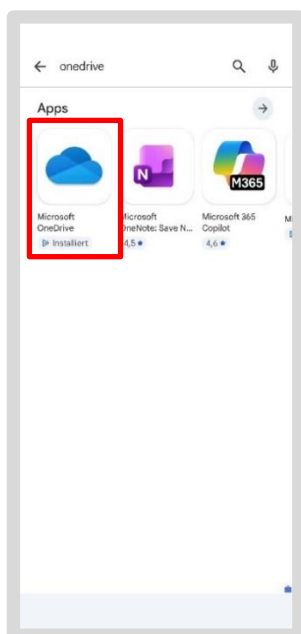 onedrive
Apps
M365
N
Microsoft OneDrive
Installiert
Microsoft OneNote: Save N...
4,5 ★
Microsoft 365 Copilot
4,6 ★